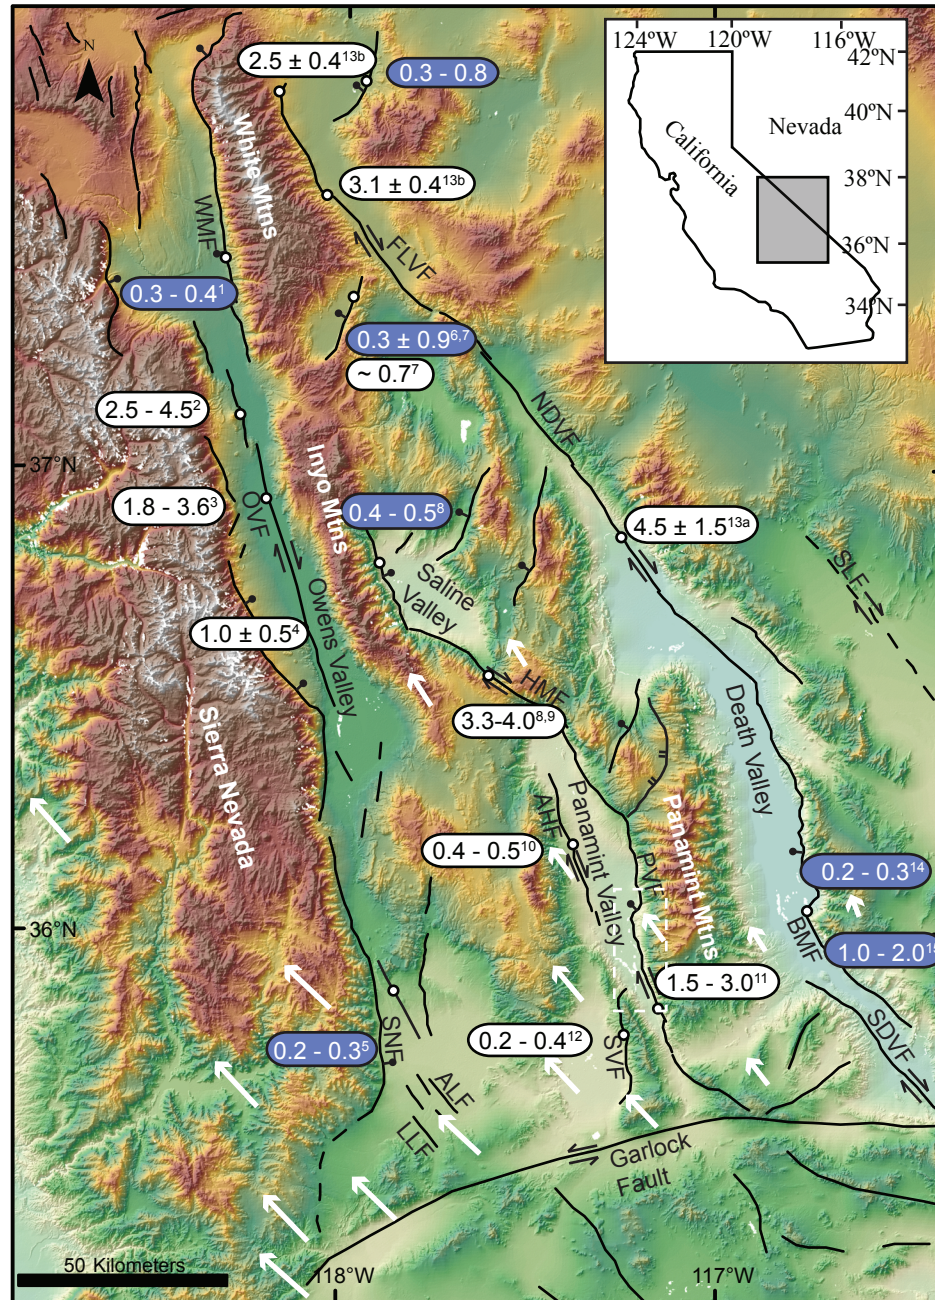 124ºW 120ºW 116ºW
42ºN
40ºN
38ºN
36ºN
34ºN
Nevada
California
N
2.5 ± 0.4¹³ᵇ
0.3 - 0.8
White Mtns
3.1 ± 0.4¹³ᵇ
WMF
FLVF
0.3 - 0.4¹
0.3 ± 0.9⁶,⁷
~ 0.7⁷
2.5 - 4.5²
NDVF
37°N
Inyo Mtns
1.8 - 3.6³
OVF
0.4 - 0.5⁸
4.5 ± 1.5¹³ᵃ
Saline
Valley
SLF
Owens Valley
1.0 ± 0.5⁴
HMF
3.3-4.0⁸,⁹
Death Valley
Sierra Nevada
AHF
Panamint Valley
Panamint Mtns
0.4 - 0.5¹⁰
PVF
0.2 - 0.3¹⁴
36°N
BMF
1.0 - 2.0¹⁵
1.5 - 3.0¹¹
SNF
0.2 - 0.3⁵
0.2 - 0.4¹²
SVF
SDVF
ALF
LLF
Garlock
Fault
50 Kilometers
118°W
117°W